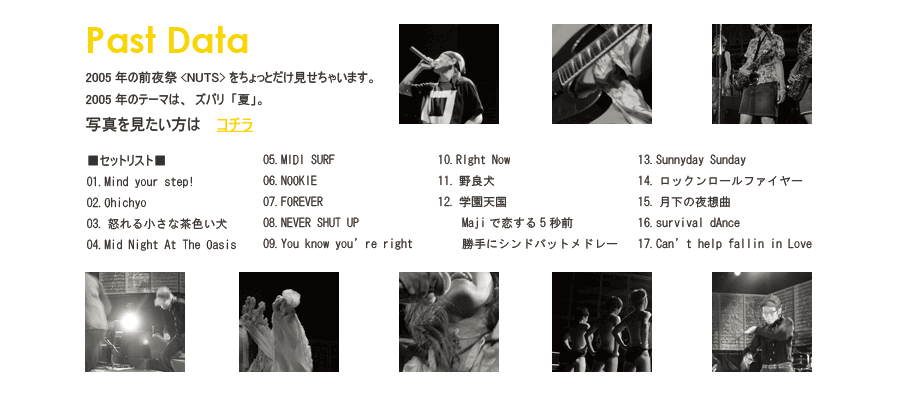 Past Data
2005 年の前夜祭 <NUTS> をちょっとだけ見せちゃいます。
2005 年のテーマは、ズバリ「夏」。
写真を見たい方は　コチラ
■セットリスト■
01.Mind your step!
02.Ohichyo
03. 怒れる小さな茶色い犬
04.Mid Night At The Oasis
05.MIDI SURF
06.NOOKIE
07.FOREVER
08.NEVER SHUT UP
09.You know you’re right
10.RIght Now
11. 野良犬
12. 学園天国
Maji で恋する 5 秒前
勝手にシンドバットメドレー
13.Sunnyday Sunday
14. ロックンロールファイヤー
15. 月下の夜想曲
16.survival dAnce
17.Can’t help fallin in Love